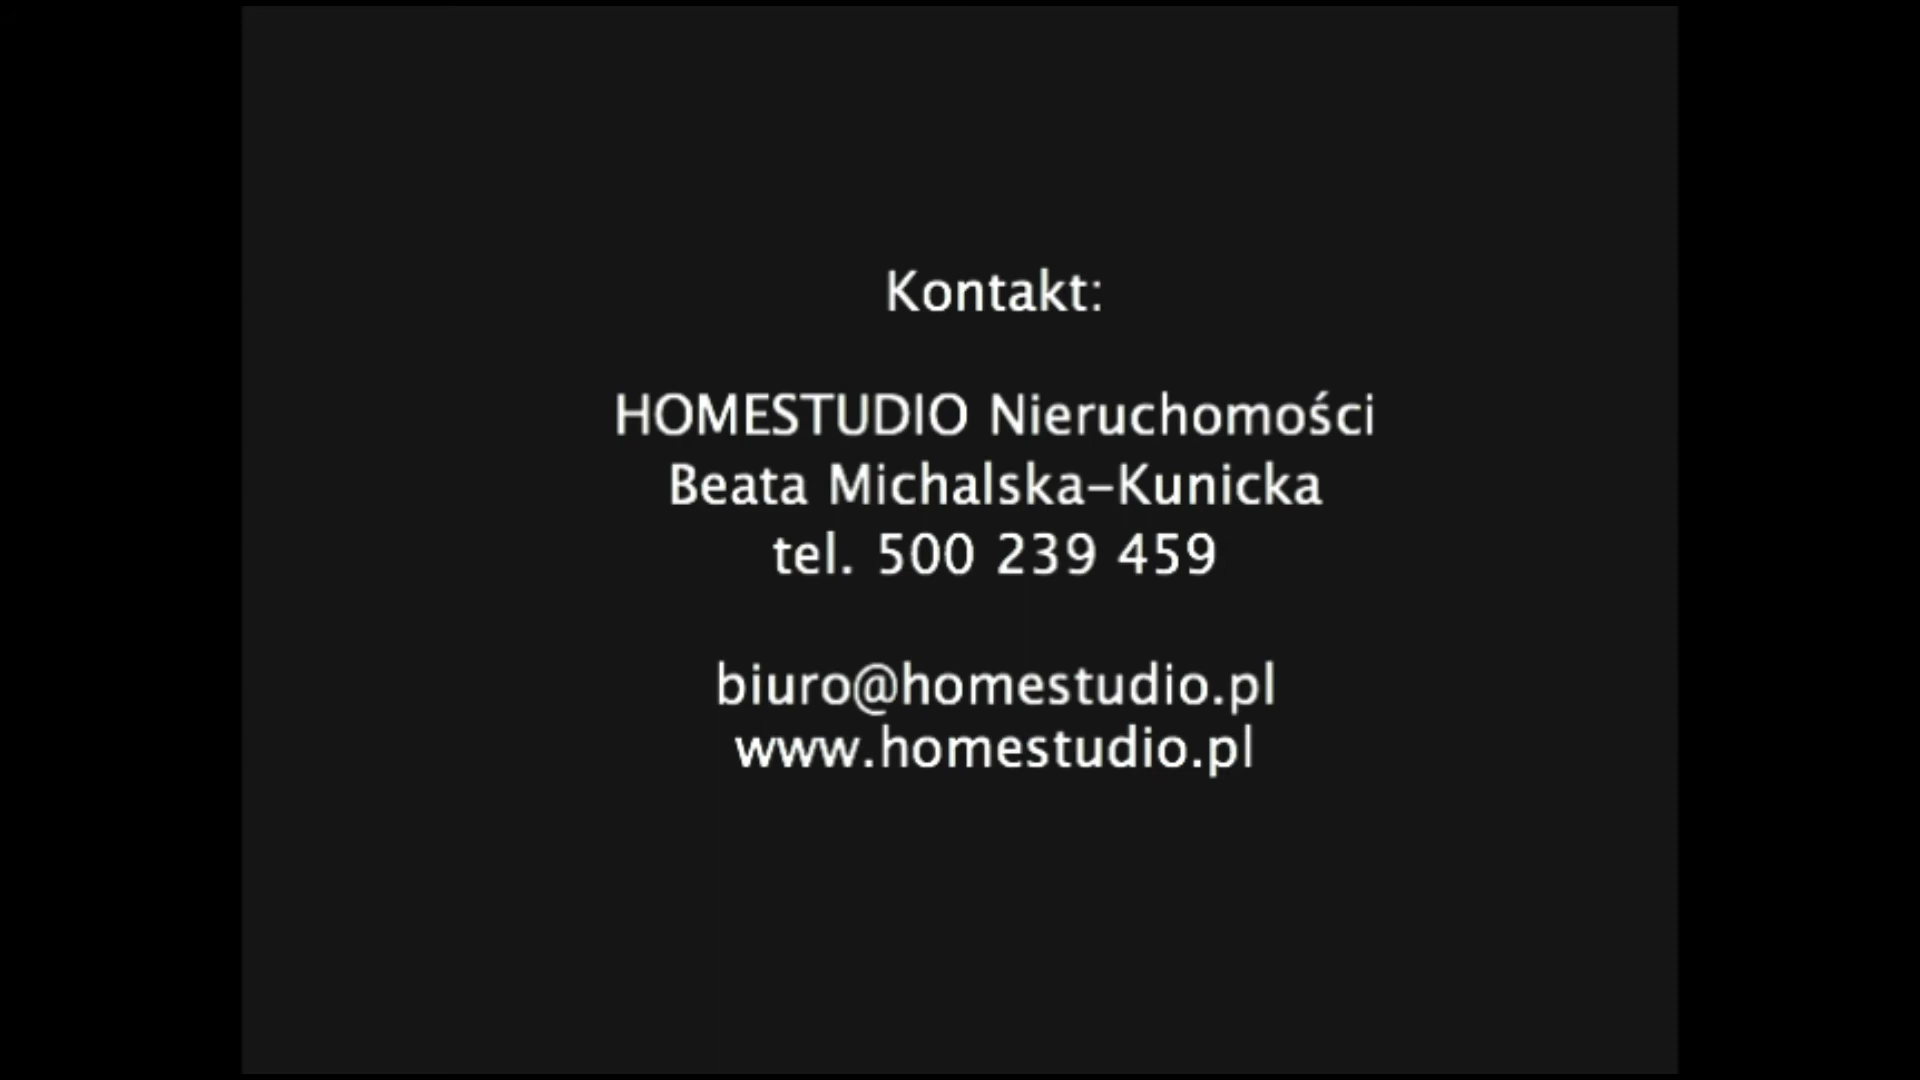 Kontakt:
HOMESTUDIO Nieruchomości
Beata Michalska-Kunicka
tel. 500 239 459
biuro@homestudio.pl
www.homestudio.pl